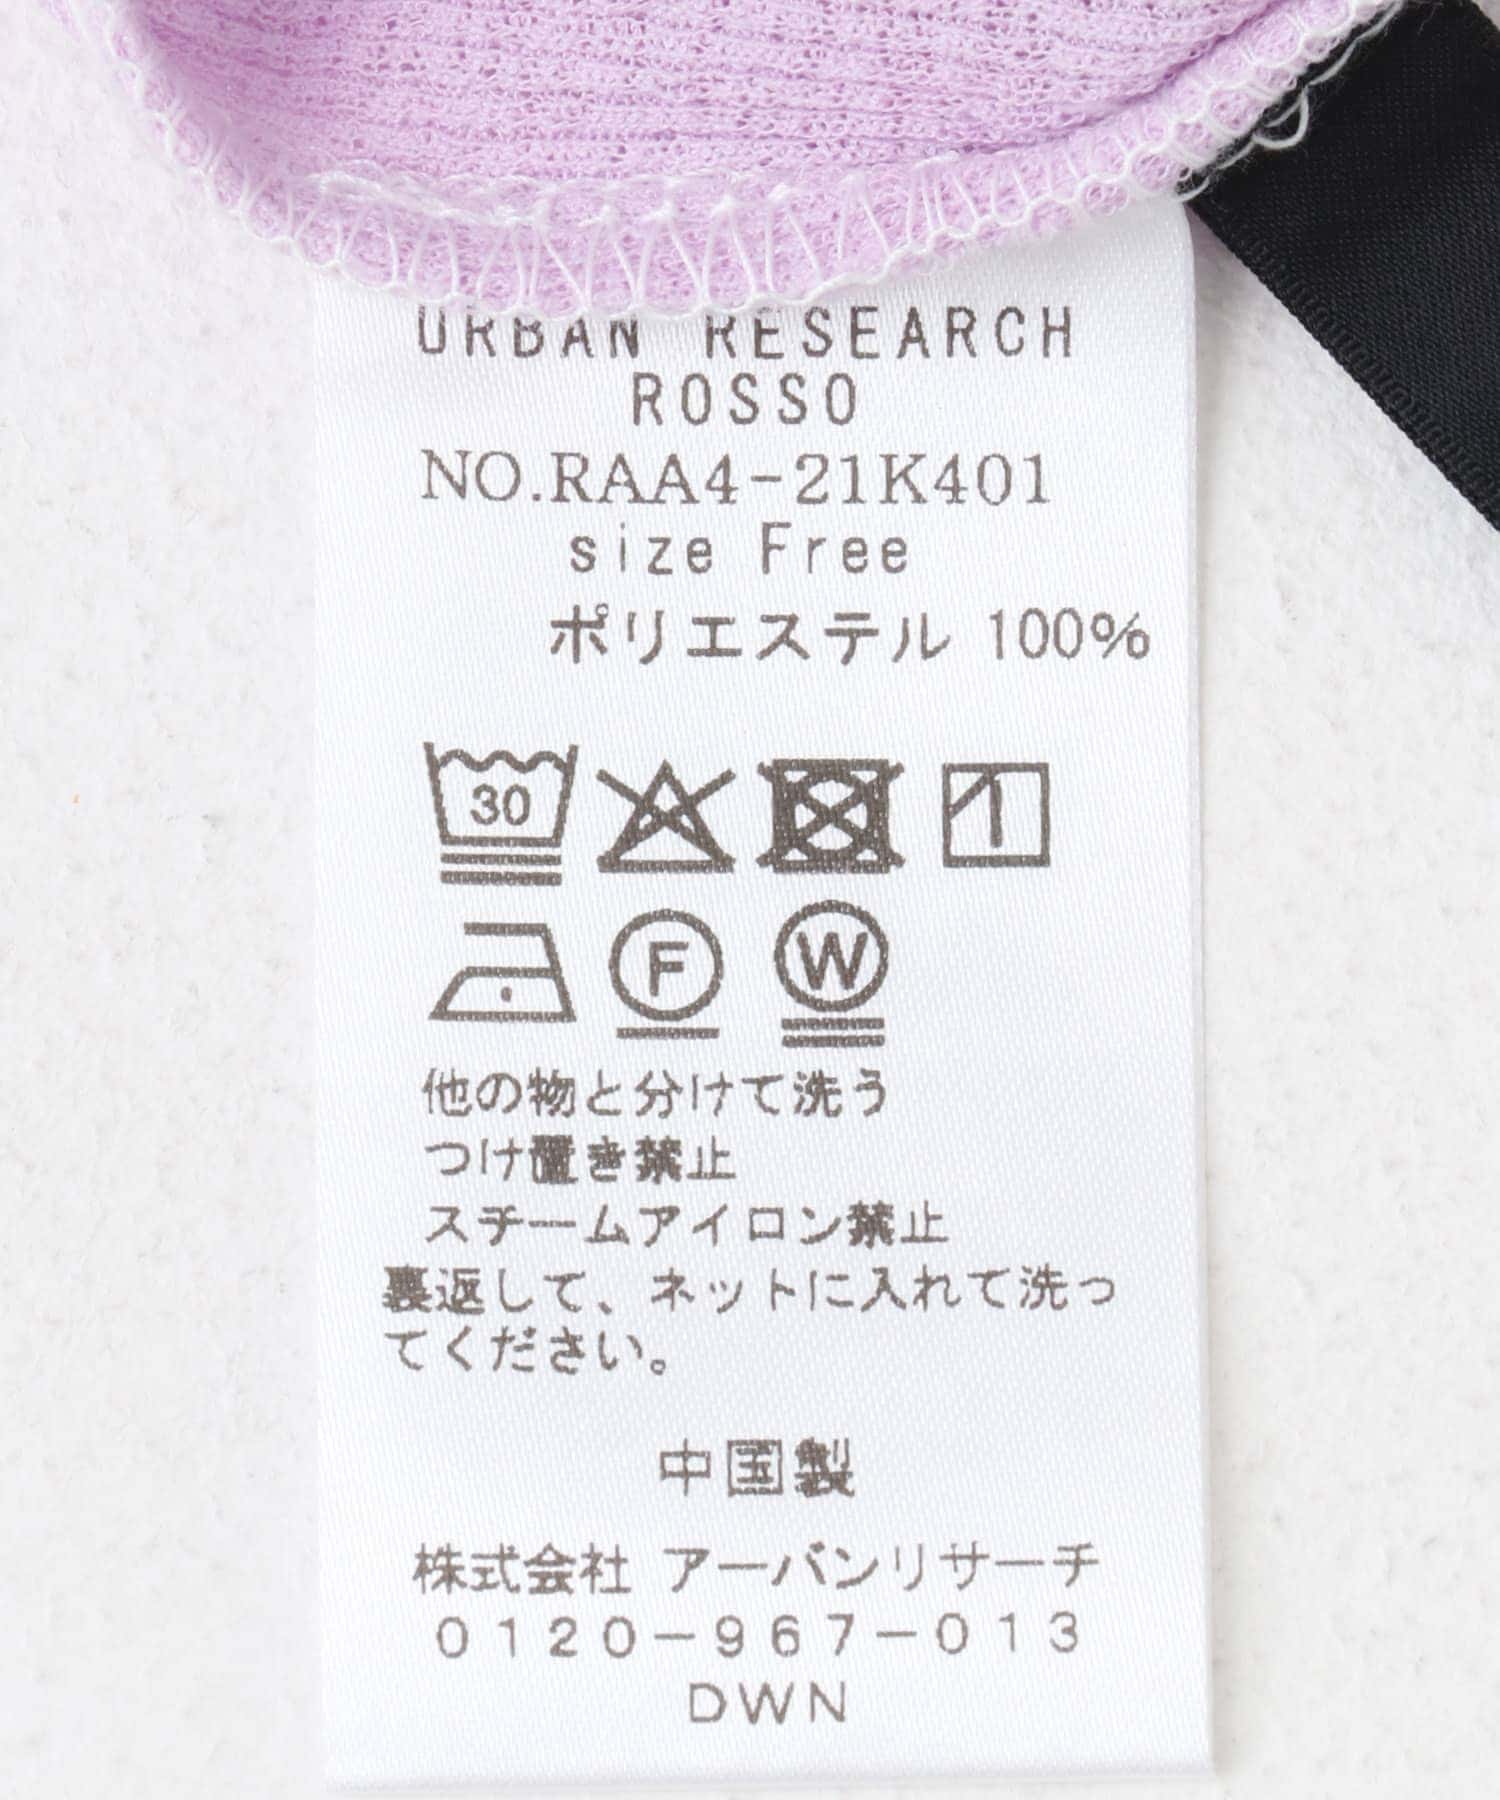 URBAN RESEARCH
ROSSO
NO.RAA4-21K401
size Free
ポリエステル 100%
30
F
W
他の物と分けて洗う
つけ置き禁止
スチームアイロン禁止
裏返して、ネットに入れて洗っ
てください。
中国製
株式会社 アーバンリサーチ
0120-967-013
DWN